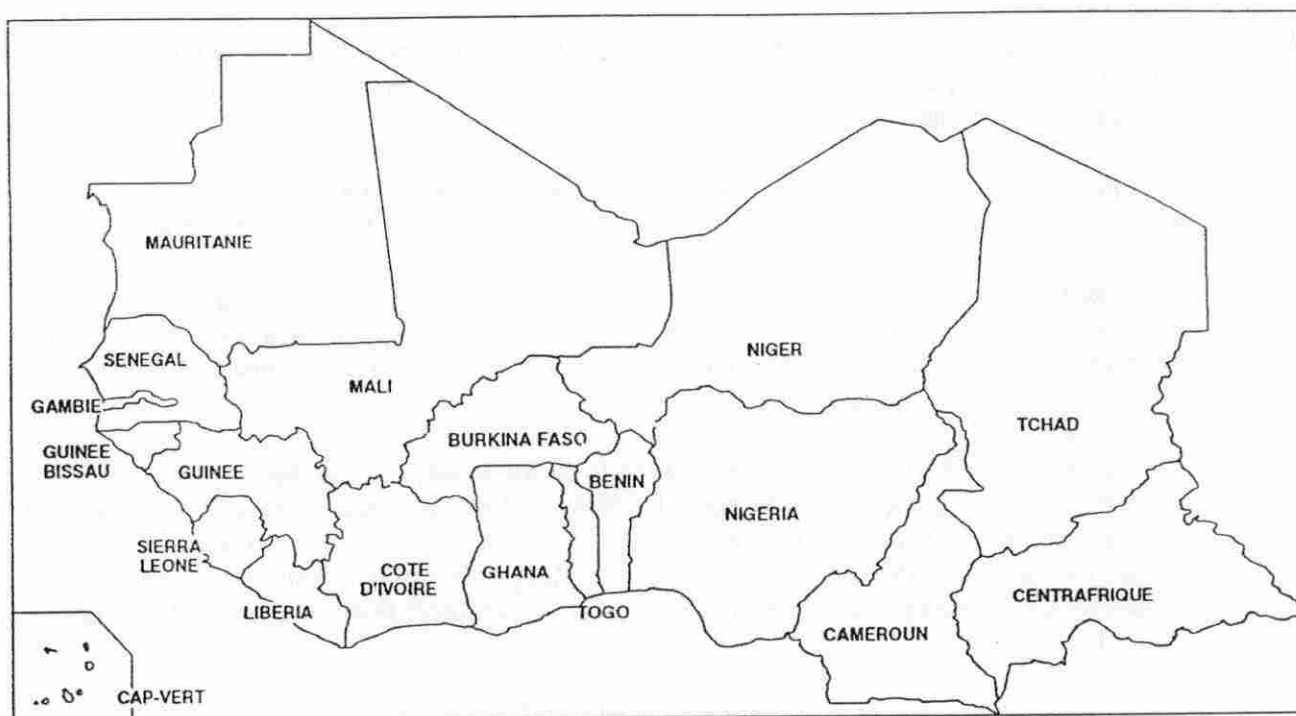 MAURITANIE
SENEGAL
NIGER
MALI
GAMBIE
TCHAD
BURKINA FASO
GUINEE
BISSAU
GUINEE
BENIN
NIGERIA
SIERRA
LEONE
COTE
D'IVOIRE
GHANA
CENTRAFRIQUE
LIBERIA
TOGO
CAMEROUN
CAP-VERT